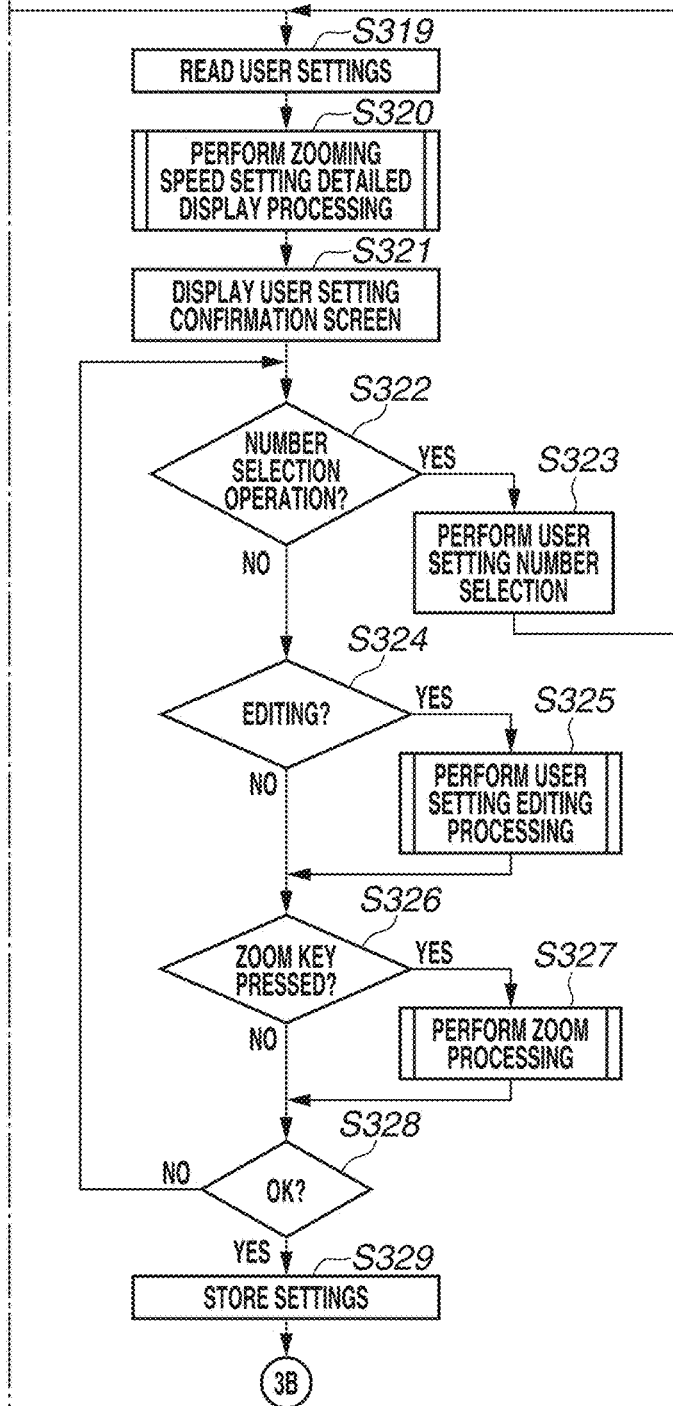 S319
READ USER SETTINGS
S320
PERFORM ZOOMING
SPEED SETTING DETAILED
DISPLAY PROCESSING
S321
DISPLAY USER SETTING
CONFIRMATION SCREEN
S322
NUMBER
SELECTION
OPERATION?
YES
NO
S323
PERFORM USER
SETTING NUMBER
SELECTION
S324
EDITING?
YES
NO
S325
PERFORM USER
SETTING EDITING
PROCESSING
S326
ZOOM KEY
PRESSED?
YES
NO
S327
PERFORM ZOOM
PROCESSING
S328
OK?
NO
YES
S329
STORE SETTINGS
3B